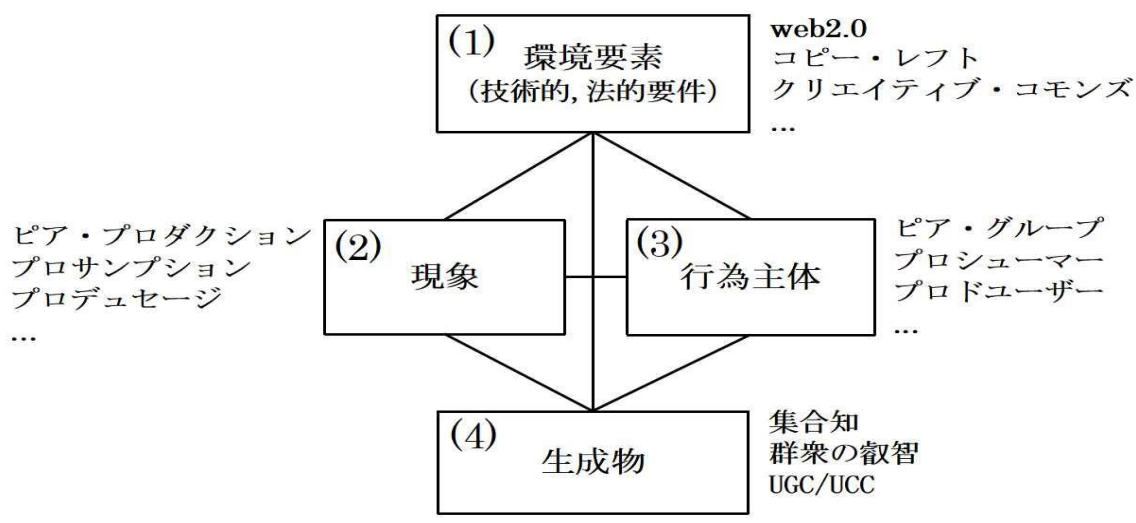 (1)
環境要素
(技術的,法的要件)
web2.0
コピー・レフト
クリエイティブ・コモンズ
...
ピア・プロダクション
プロサンプション
プロデュセージ
...
(2)
現象
(3)
行為主体
ピア・グループ
プロシューマー
プロドユーザー
...
(4)
生成物
集合知
群衆の叡智
UGC/UCC